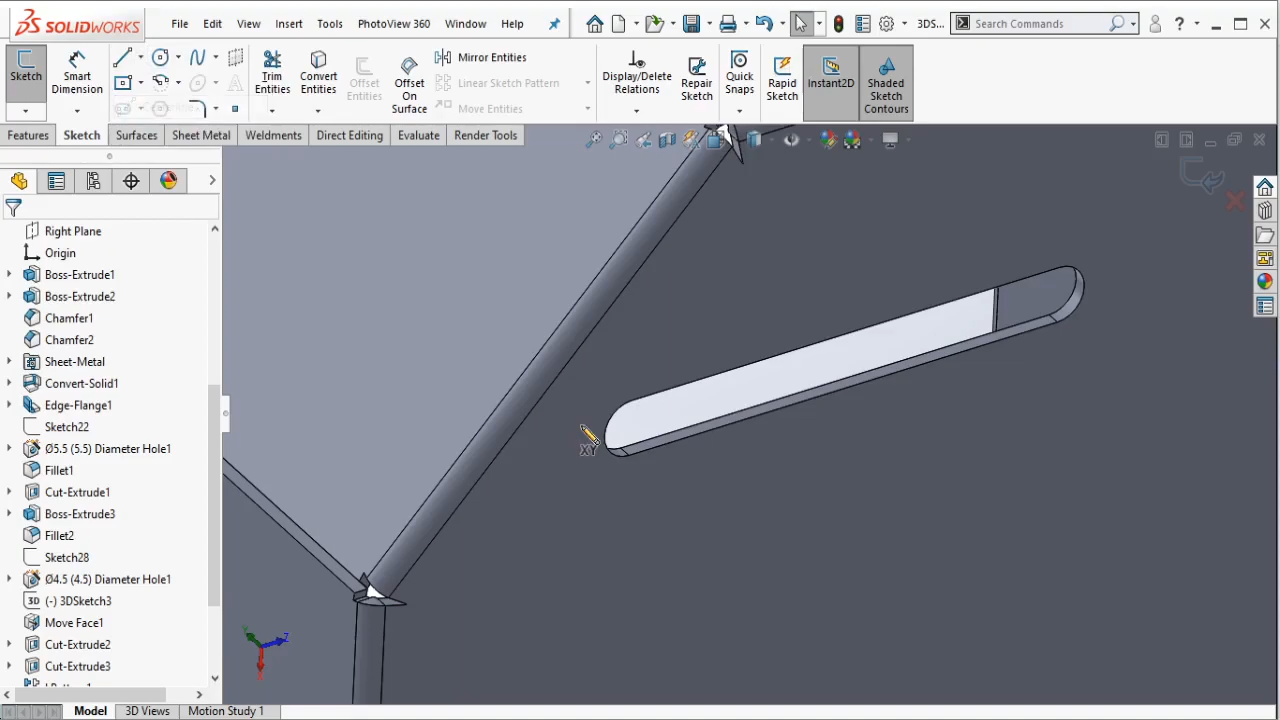 SOLIDWORKS File Edit View Insert Tools PhotoView 360 Window Help 3DS... Search Commands ?
Sketch Smart Dimension Trim Entities Convert Entities Offset Entities Offset On Surface Mirror Entities Linear Sketch Pattern Move Entities Display/Delete Relations Repair Sketch Quick Snaps Rapid Sketch Instant2D Shaded Sketch Contours
Features Sketch Surfaces Sheet Metal Weldments Direct Editing Evaluate Render Tools
Right Plane
Origin
Boss-Extrude1
Boss-Extrude2
Chamfer1
Chamfer2
Sheet-Metal
Convert-Solid1
Edge-Flange1
Sketch22
Ø5.5 (5.5) Diameter Hole1
Fillet1
Cut-Extrude1
Boss-Extrude3
Fillet2
Sketch28
Ø4.5 (4.5) Diameter Hole1
3D (-) 3DSketch3
Move Face1
Cut-Extrude2
Cut-Extrude3
XY
Y Z
Model 3D Views Motion Study 1